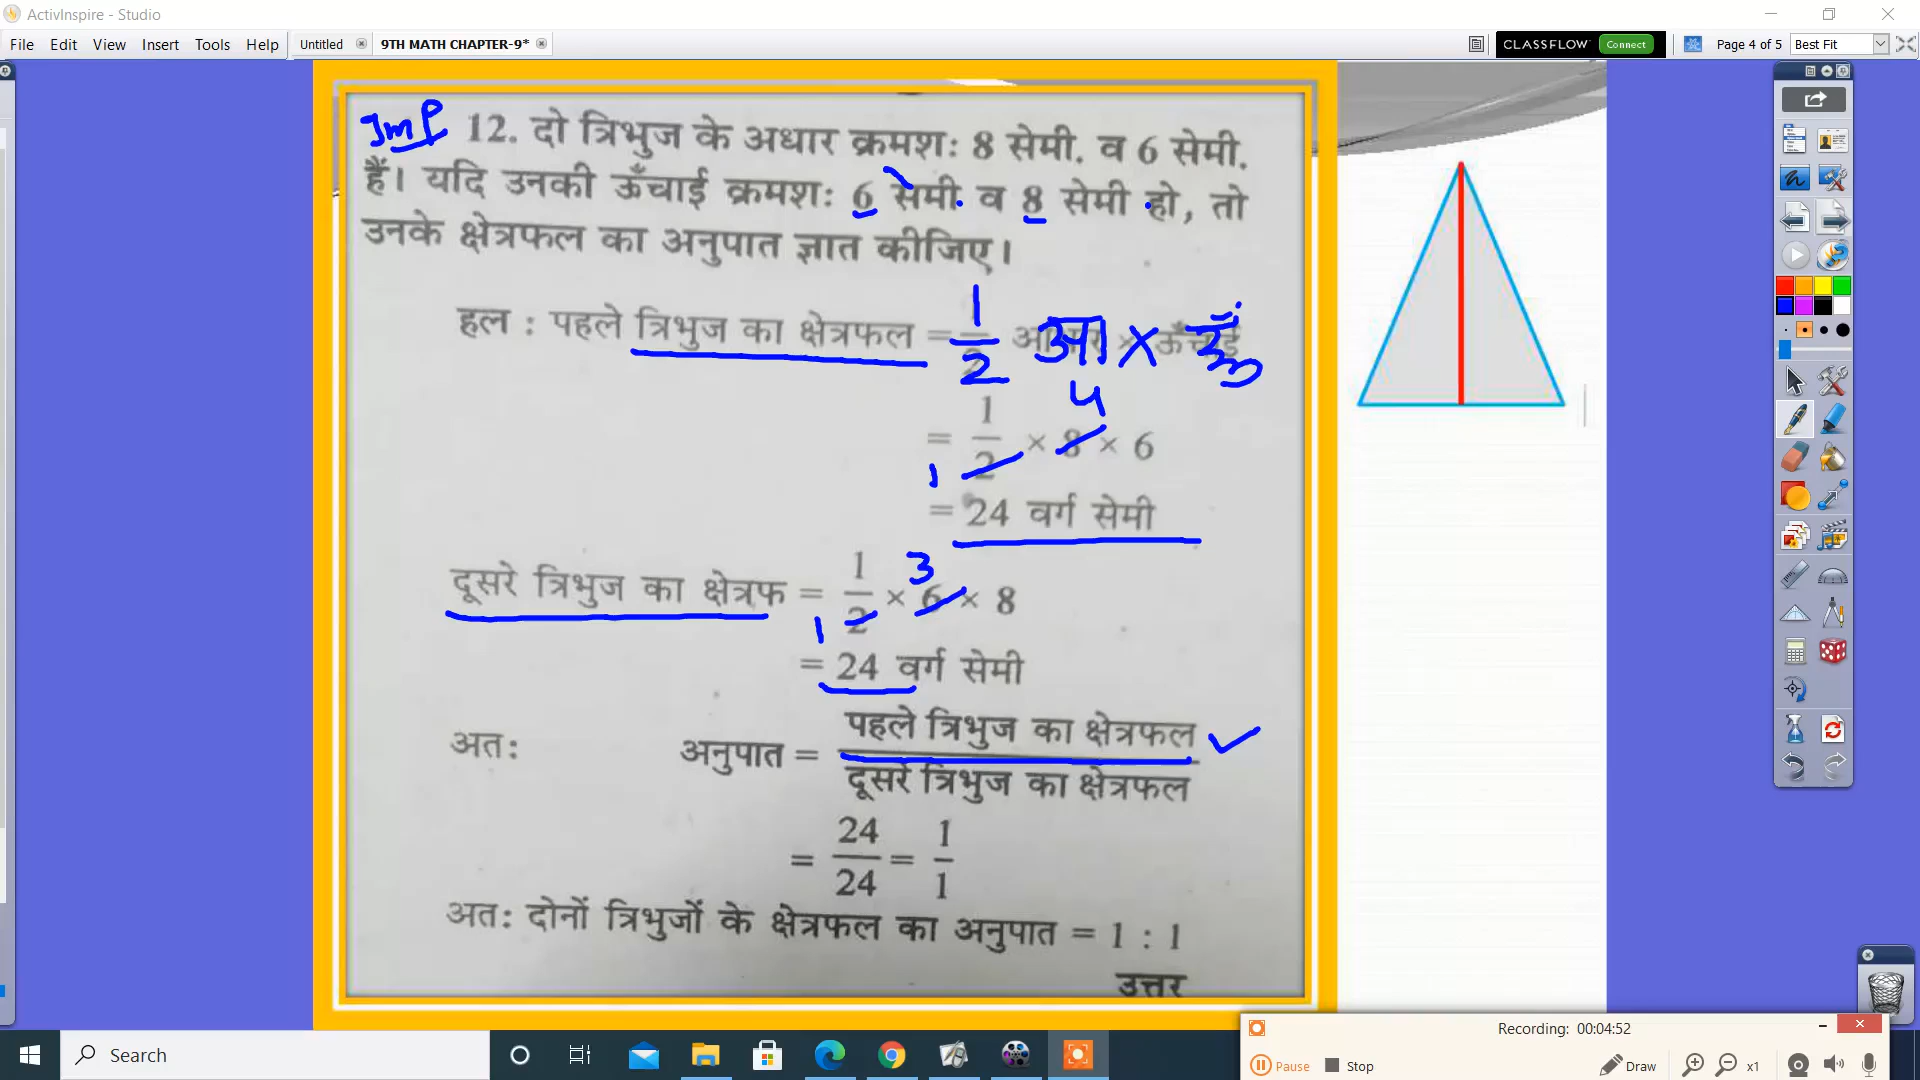 ActivInspire - Studio
File Edit View Insert Tools Help
Untitled 9TH MATH CHAPTER-9*
CLASSFLOW Connect
Page 4 of 5 Best Fit
Imp 12. दो त्रिभुज के अधार क्रमशः 8 सेमी. व 6 सेमी.
हैं। यदि उनकी ऊँचाई क्रमशः 6 सेमी. व 8 सेमी हो, तो
उनके क्षेत्रफल का अनुपात ज्ञात कीजिए।
हल : पहले त्रिभुज का क्षेत्रफल = 1/2 आधार × ऊँचाई
4
= 1/2 × 8 × 6
1
= 24 वर्ग सेमी
3
दूसरे त्रिभुज का क्षेत्रफ = 1/2 × 6 × 8
1
= 24 वर्ग सेमी
अतः अनुपात = पहले त्रिभुज का क्षेत्रफल
दूसरे त्रिभुज का क्षेत्रफल
= 24/24 = 1/1
अतः दोनों त्रिभुजों के क्षेत्रफल का अनुपात = 1 : 1
उत्तर
Recording: 00:04:52
Pause Stop Draw x1
Search